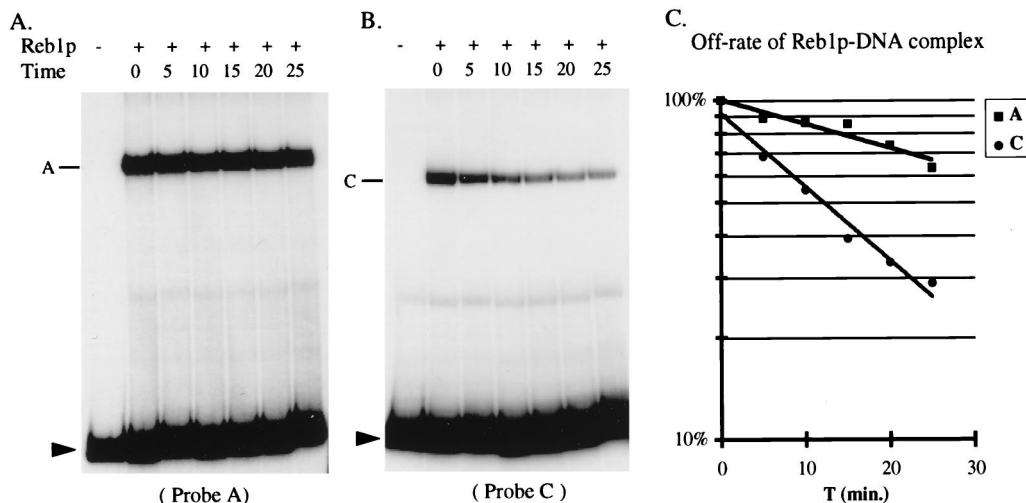 A.
Reb1p - + + + + + +
Time 0 5 10 15 20 25
A
( Probe A)
B.
- + + + + + +
0 5 10 15 20 25
C
( Probe C)
C.
Off-rate of Reb1p-DNA complex
100%
10%
0 10 20 30
T (min.)
A
C